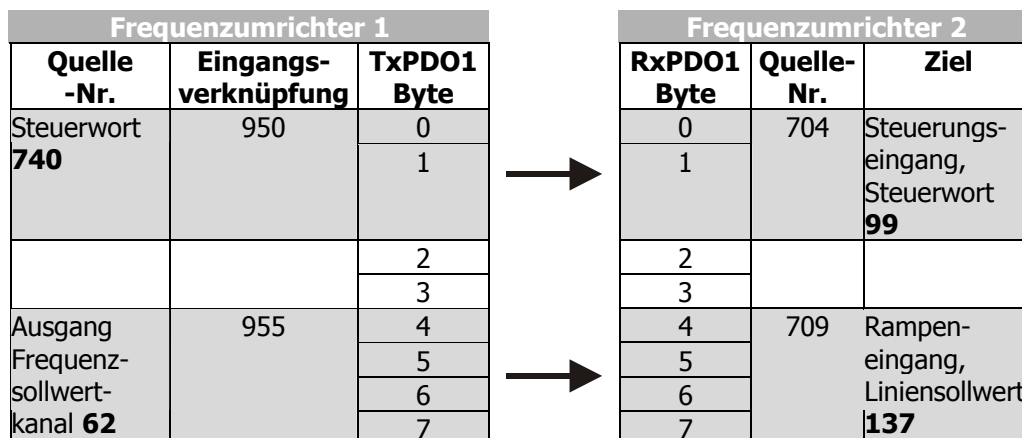 Frequenzumrichter 1
Quelle Eingangs- TxPDO1
-Nr. verknüpfung Byte
Steuerwort 950 0
740 1
2
3
Ausgang 955 4
Frequenz- 5
sollwert- 6
kanal 62 7
Frequenzumrichter 2
RxPDO1 Quelle- Ziel
Byte Nr.
0 704 Steuerungs-
1 eingang,
Steuerwort
99
2
3
4 709 Rampen-
5 eingang,
6 Liniensollwert
7 137